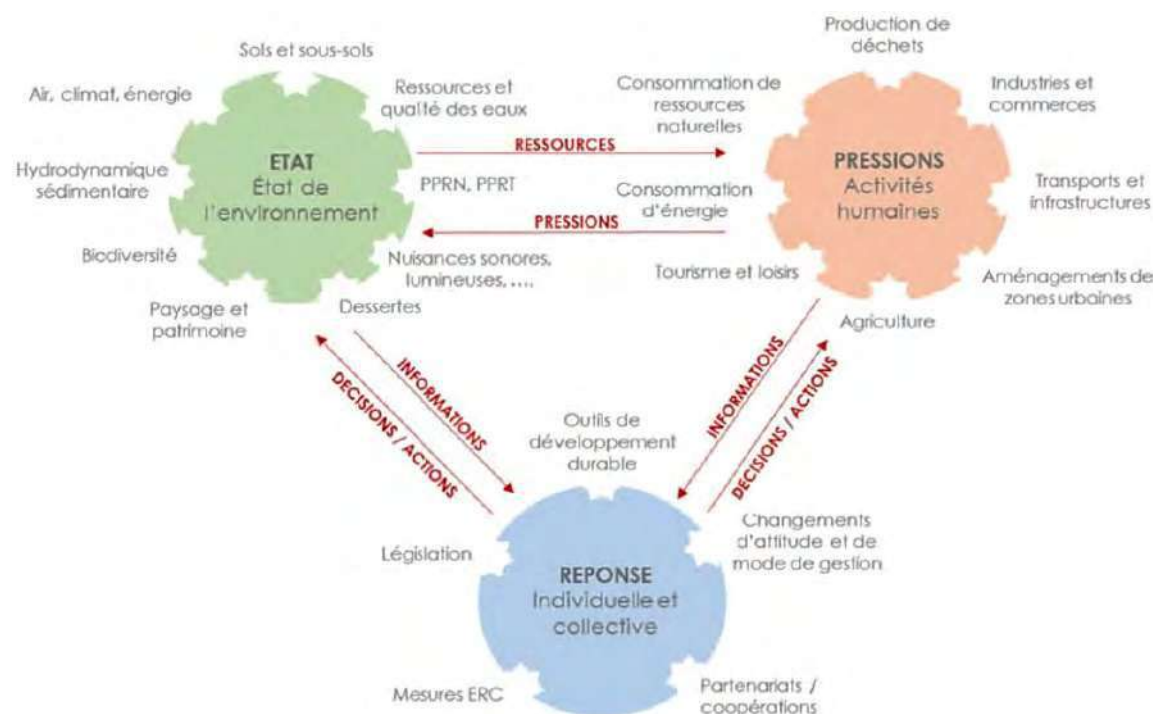 Sols et sous-sols
Air, climat, énergie
Ressources et
qualité des eaux
Hydrodynamique
sédimentaire
ETAT
État de
l'environnement
PPRN, PPRT
Biodiversité
Nuisances sonores,
lumineuses, ....
Paysage et
patrimoine
Dessertes
RESSOURCES
PRESSIONS
Production de
déchets
Consommation de
ressources
naturelles
Industries et
commerces
PRESSIONS
Activités
humaines
Consommation
d'énergie
Transports et
infrastructures
Tourisme et loisirs
Aménagements de
zones urbaines
Agriculture
INFORMATIONS
DECISIONS / ACTIONS
INFORMATIONS
DECISIONS / ACTIONS
Outils de
développement
durable
Législation
Changements
d'attitude et de
mode de gestion
REPONSE
Individuelle et
collective
Mesures ERC
Partenariats /
coopérations